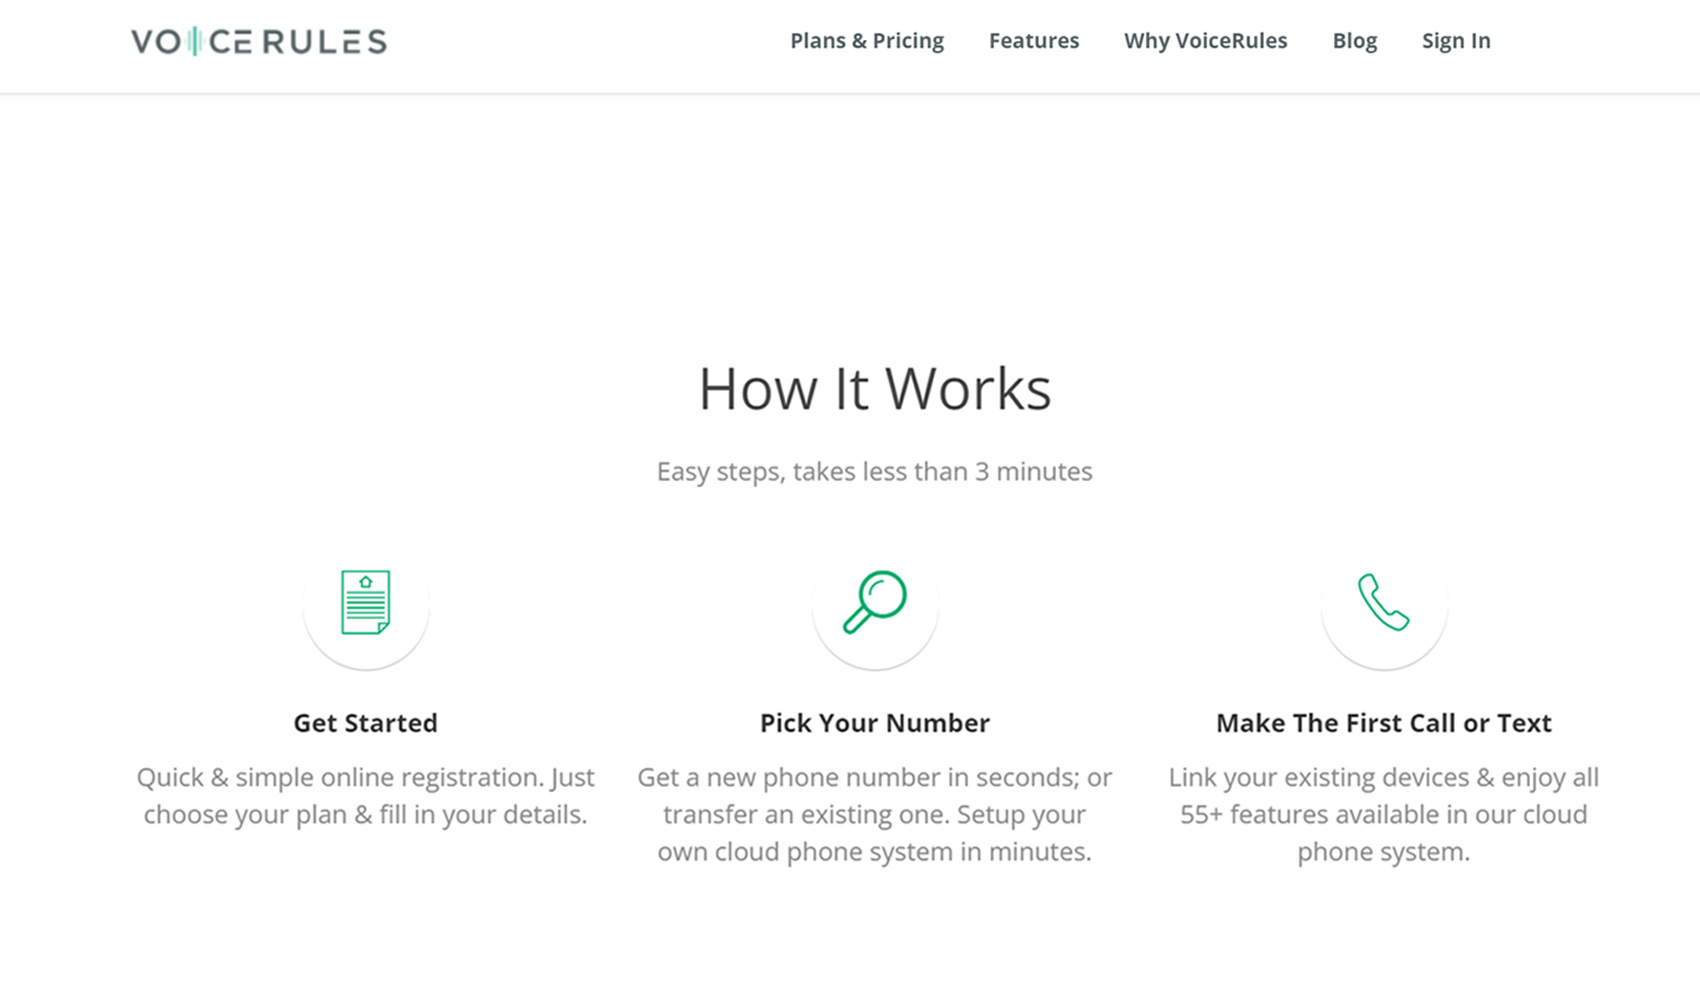 VOICERULES
Plans & Pricing
Features
Why VoiceRules
Blog
Sign In
How It Works
Easy steps, takes less than 3 minutes
Get Started
Quick & simple online registration. Just
choose your plan & fill in your details.
Pick Your Number
Get a new phone number in seconds; or
transfer an existing one. Setup your
own cloud phone system in minutes.
Make The First Call or Text
Link your existing devices & enjoy all
55+ features available in our cloud
phone system.